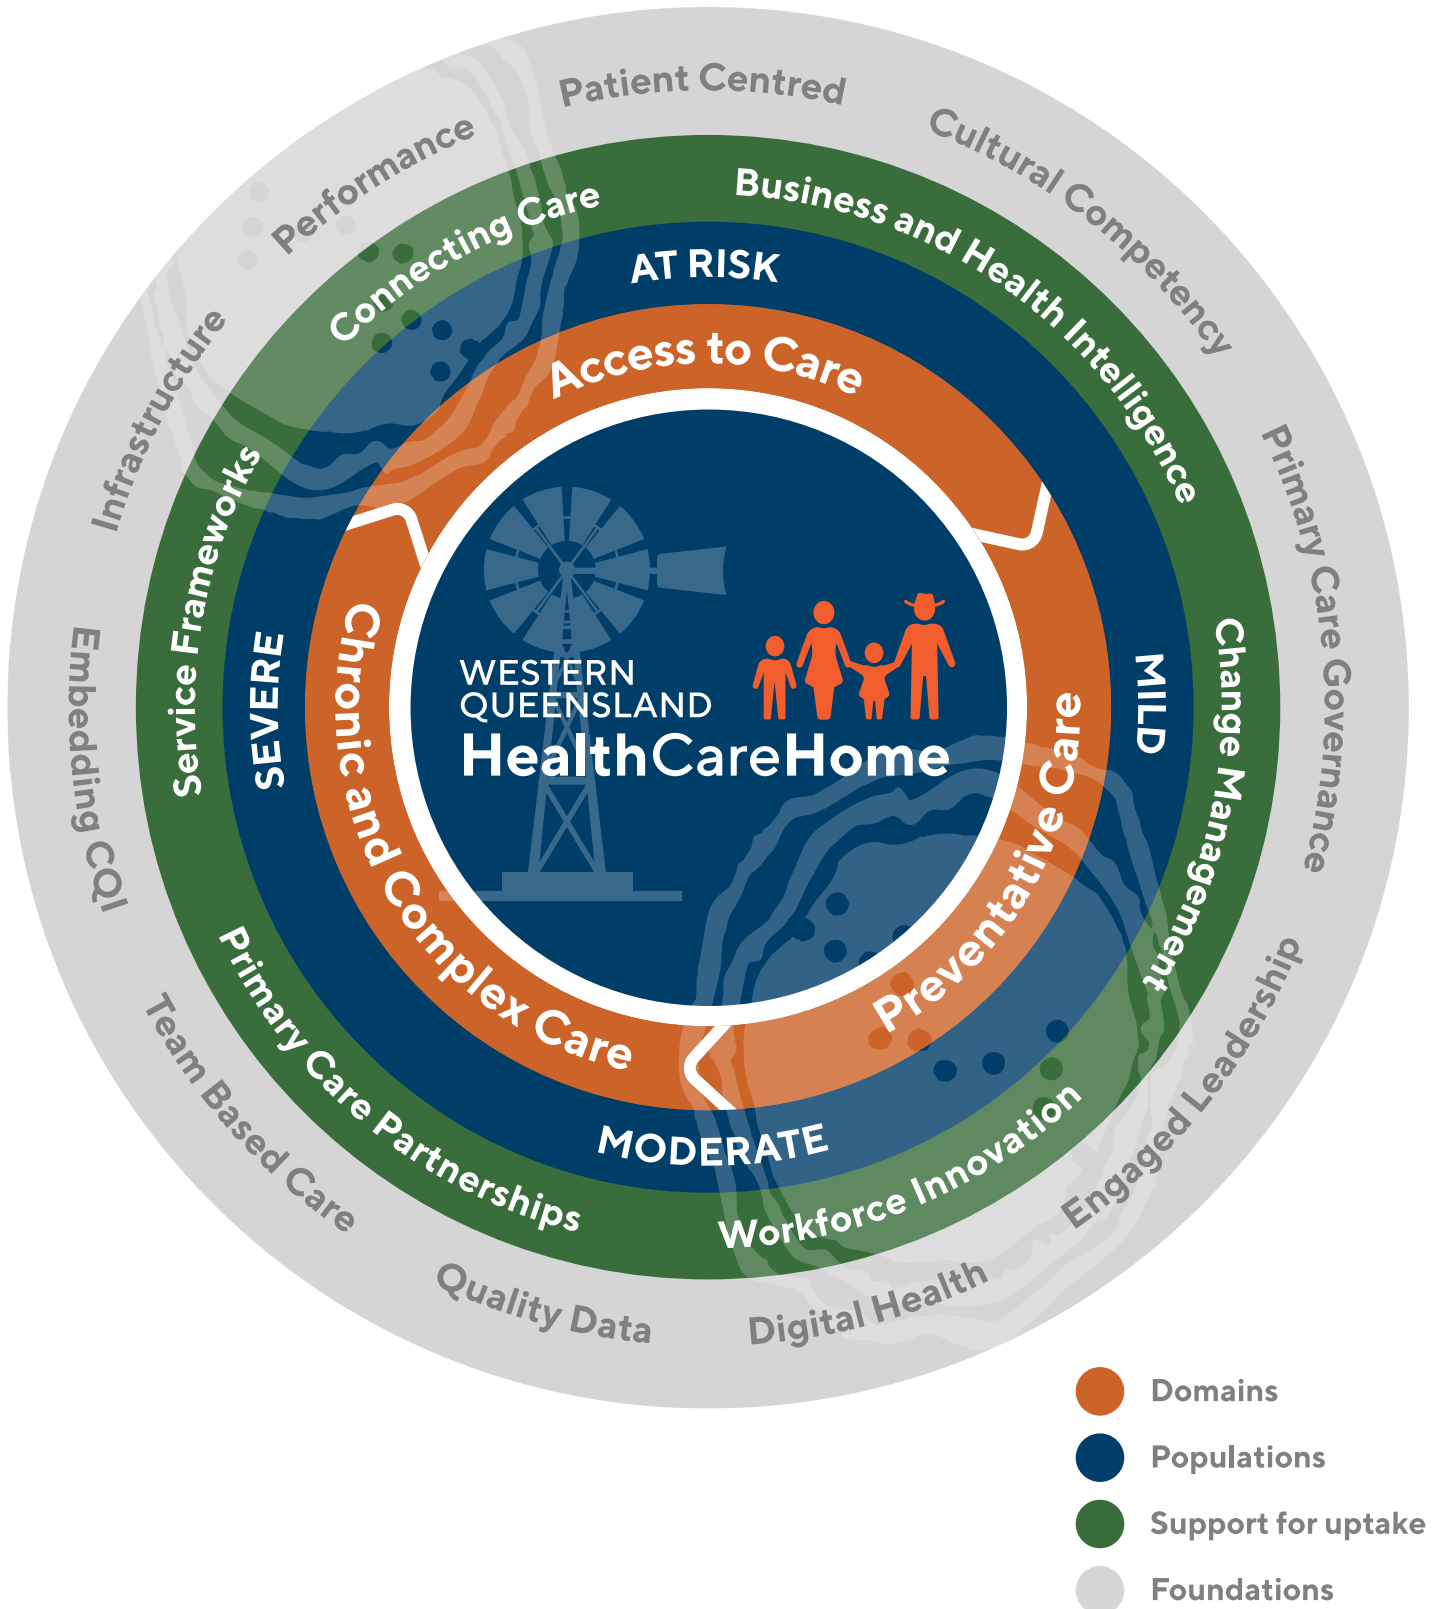 Patient Centred
Cultural Competency
Primary Care Governance
Engaged Leadership
Digital Health
Quality Data
Team Based Care
Embedding CQI
Infrastructure
Performance
Connecting Care
Business and Health Intelligence
Change Management
Workforce Innovation
Primary Care Partnerships
Service Frameworks
AT RISK
MILD
MODERATE
SEVERE
Access to Care
Preventative Care
Chronic and Complex Care
WESTERN
QUEENSLAND
HealthCareHome
Domains
Populations
Support for uptake
Foundations